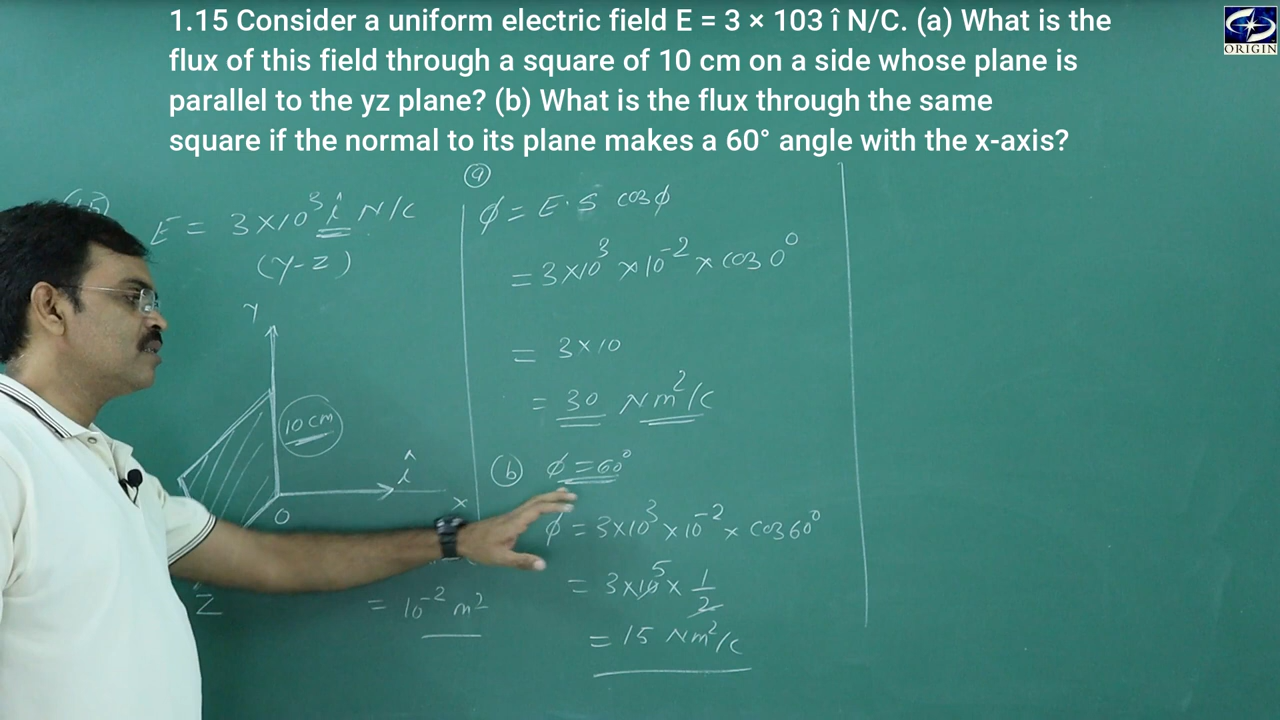 1.15 Consider a uniform electric field E = 3 × 103 î N/C. (a) What is the
flux of this field through a square of 10 cm on a side whose plane is
parallel to the yz plane? (b) What is the flux through the same
square if the normal to its plane makes a 60° angle with the x-axis?
ORIGIN
E = 3×10³ î N/C
(Y-Z)
Y
10 cm
î
O
X
Z
= 10⁻² m²
(a)
ϕ = E·S cosϕ
= 3×10³ ×10⁻² × cos 0°
= 3×10
= 30 Nm²/C
(b) ϕ = 60°
ϕ = 3×10³ × 10⁻² × cos 60°
= 3×10 × 1/2
= 15 Nm²/C